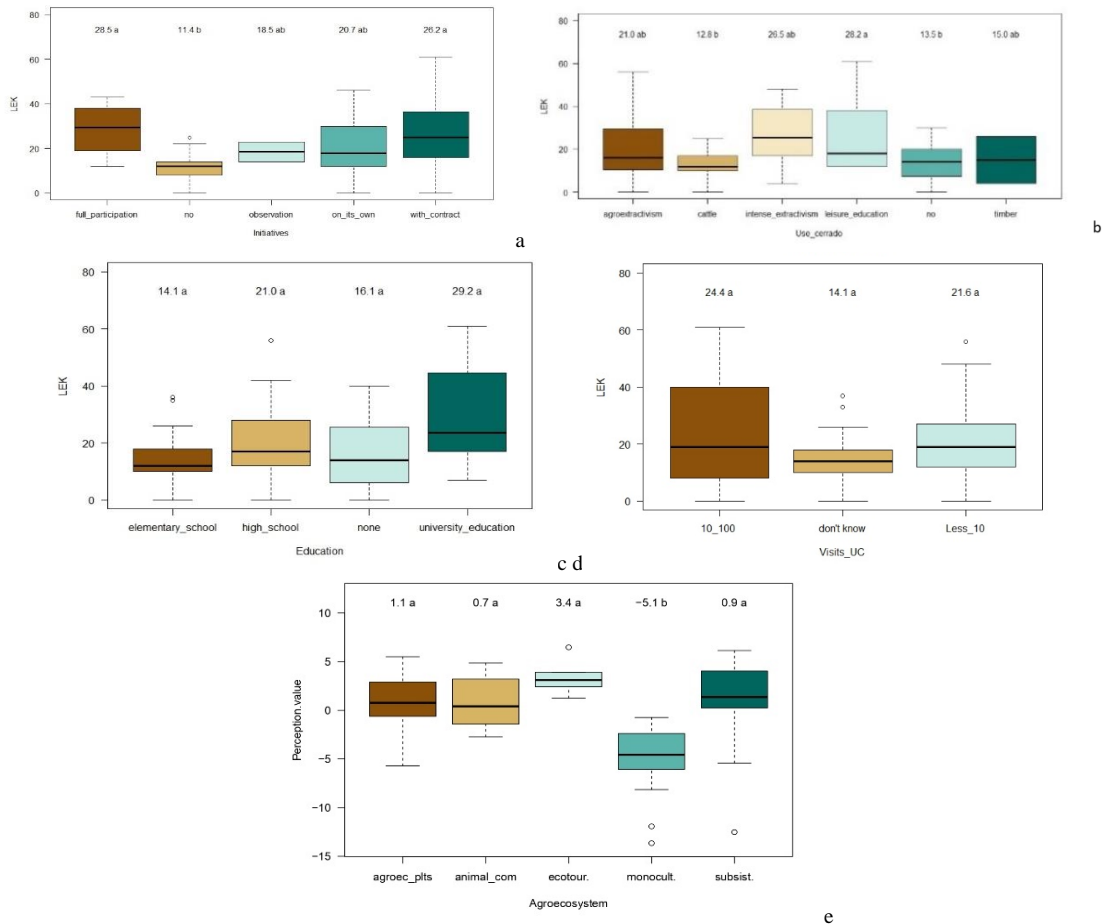 80
60
40
20
0
LEK
28.5 a 11.4 b 18.5 ab 20.7 ab 26.2 a
full_participation no observation on_its_own with_contract
Initiatives
a
80
60
40
20
0
LEK
21.0 ab 12.8 b 26.5 ab 28.2 a 13.5 b 15.0 ab
agroextractivism cattle intense_extractivism leisure_education no timber
Use_cerrado
b
80
60
40
20
0
LEK
14.1 a 21.0 a 16.1 a 29.2 a
elementary_school high_school none university_education
Education
80
60
40
20
0
LEK
24.4 a 14.1 a 21.6 a
10_100 don't know Less_10
Visits_UC
c d
10
5
0
−5
−10
−15
Perception.value
1.1 a 0.7 a 3.4 a −5.1 b 0.9 a
agroec_plts animal_com ecotour. monocult. subsist.
Agroecosystem
e